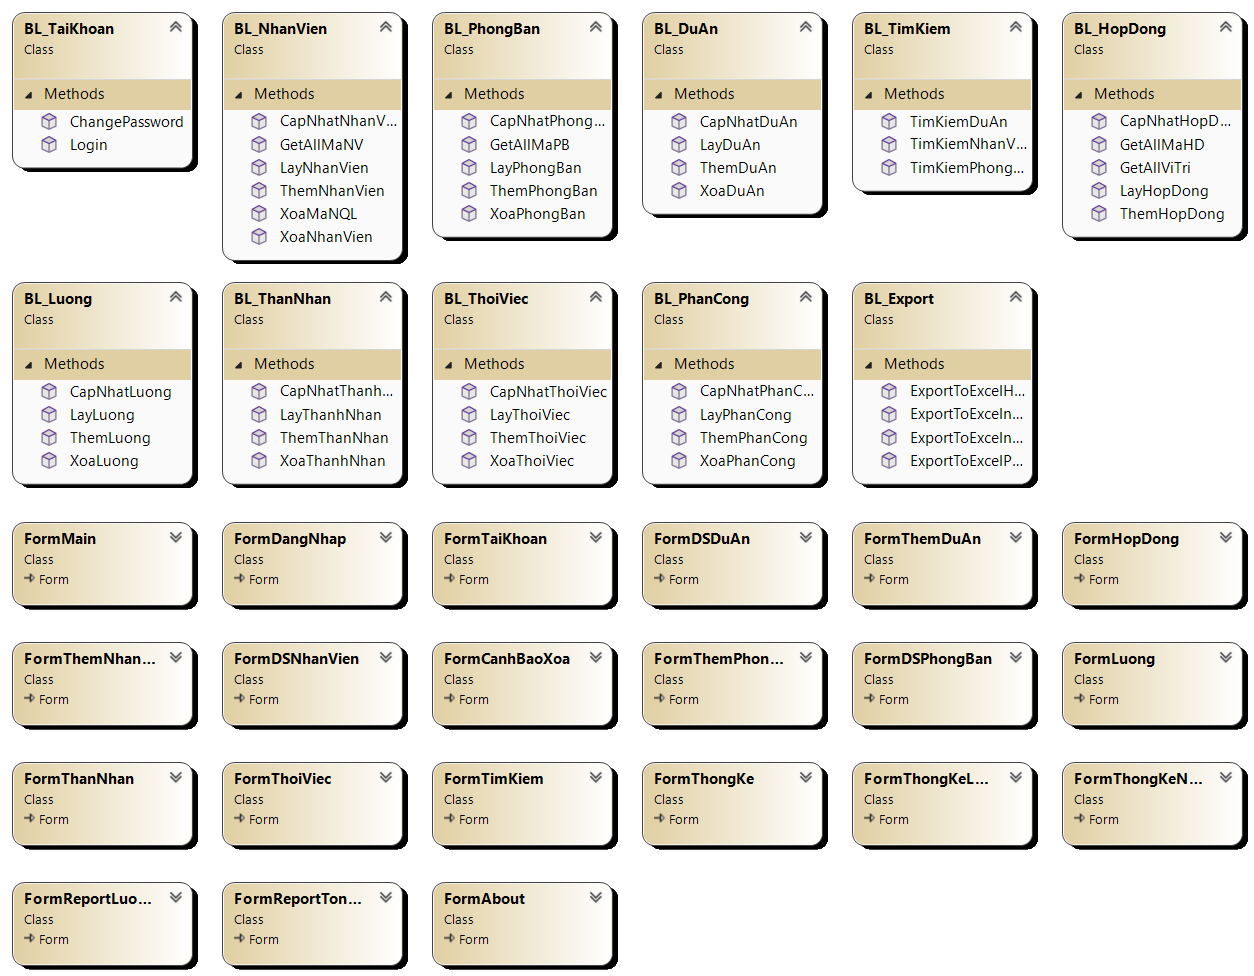 BL_TaiKhoan
Class
Methods
ChangePassword
Login
BL_NhanVien
Class
Methods
CapNhatNhanV...
GetAllMaNV
LayNhanVien
ThemNhanVien
XoaMaNQL
XoaNhanVien
BL_PhongBan
Class
Methods
CapNhatPhong...
GetAllMaPB
LayPhongBan
ThemPhongBan
XoaPhongBan
BL_DuAn
Class
Methods
CapNhatDuAn
LayDuAn
ThemDuAn
XoaDuAn
BL_TimKiem
Class
Methods
TimKiemDuAn
TimKiemNhanV...
TimKiemPhong...
BL_HopDong
Class
Methods
CapNhatHopD...
GetAllMaHD
GetAllViTri
LayHopDong
ThemHopDong
BL_Luong
Class
Methods
CapNhatLuong
LayLuong
ThemLuong
XoaLuong
BL_ThanNhan
Class
Methods
CapNhatThanh...
LayThanhNhan
ThemThanNhan
XoaThanhNhan
BL_ThoiViec
Class
Methods
CapNhatThoiViec
LayThoiViec
ThemThoiViec
XoaThoiViec
BL_PhanCong
Class
Methods
CapNhatPhanC...
LayPhanCong
ThemPhanCong
XoaPhanCong
BL_Export
Class
Methods
ExportToExcelH...
ExportToExceln...
ExportToExceln...
ExportToExcelP...
FormMain
Class
Form
FormDangNhap
Class
Form
FormTaiKhoan
Class
Form
FormDSDuAn
Class
Form
FormThemDuAn
Class
Form
FormHopDong
Class
Form
FormThemNhan...
Class
Form
FormDSNhanVien
Class
Form
FormCanhBaoXoa
Class
Form
FormThemPhon...
Class
Form
FormDSPhongBan
Class
Form
FormLuong
Class
Form
FormThanNhan
Class
Form
FormThoiViec
Class
Form
FormTimKiem
Class
Form
FormThongKe
Class
Form
FormThongKeL...
Class
Form
FormThongKeN...
Class
Form
FormReportLuo...
Class
Form
FormReportTon...
Class
Form
FormAbout
Class
Form